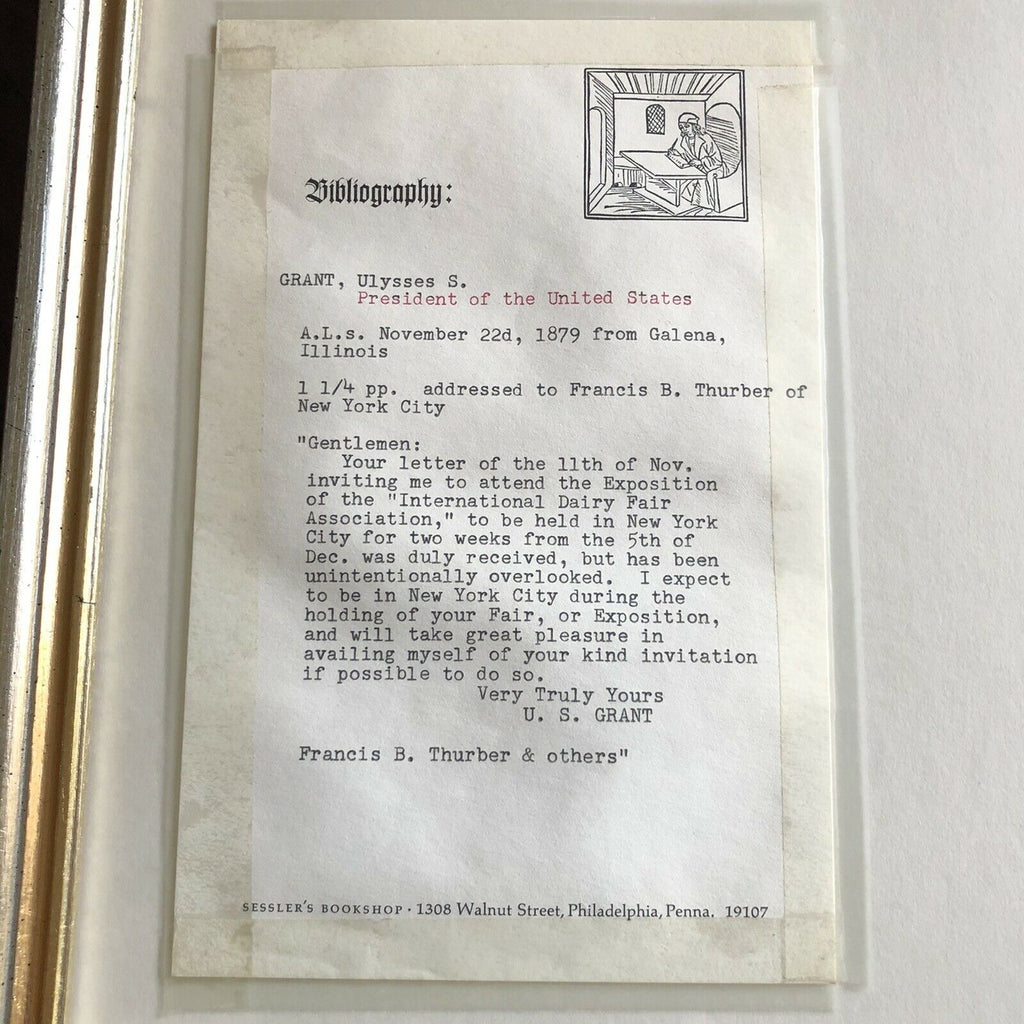 Bibliography:
GRANT, Ulysses S.
President of the United States
A.L.s. November 22d, 1879 from Galena,
Illinois
1 1/4 pp. addressed to Francis B. Thurber of
New York City
"Gentlemen:
Your letter of the 11th of Nov.
inviting me to attend the Exposition
of the "International Dairy Fair
Association," to be held in New York
City for two weeks from the 5th of
Dec. was duly received, but has been
unintentionally overlooked. I expect
to be in New York City during the
holding of your Fair, or Exposition,
and will take great pleasure in
availing myself of your kind invitation
if possible to do so.
Very Truly Yours
U. S. GRANT
Francis B. Thurber & others"
SESSLER'S BOOKSHOP · 1308 Walnut Street, Philadelphia, Penna. 19107